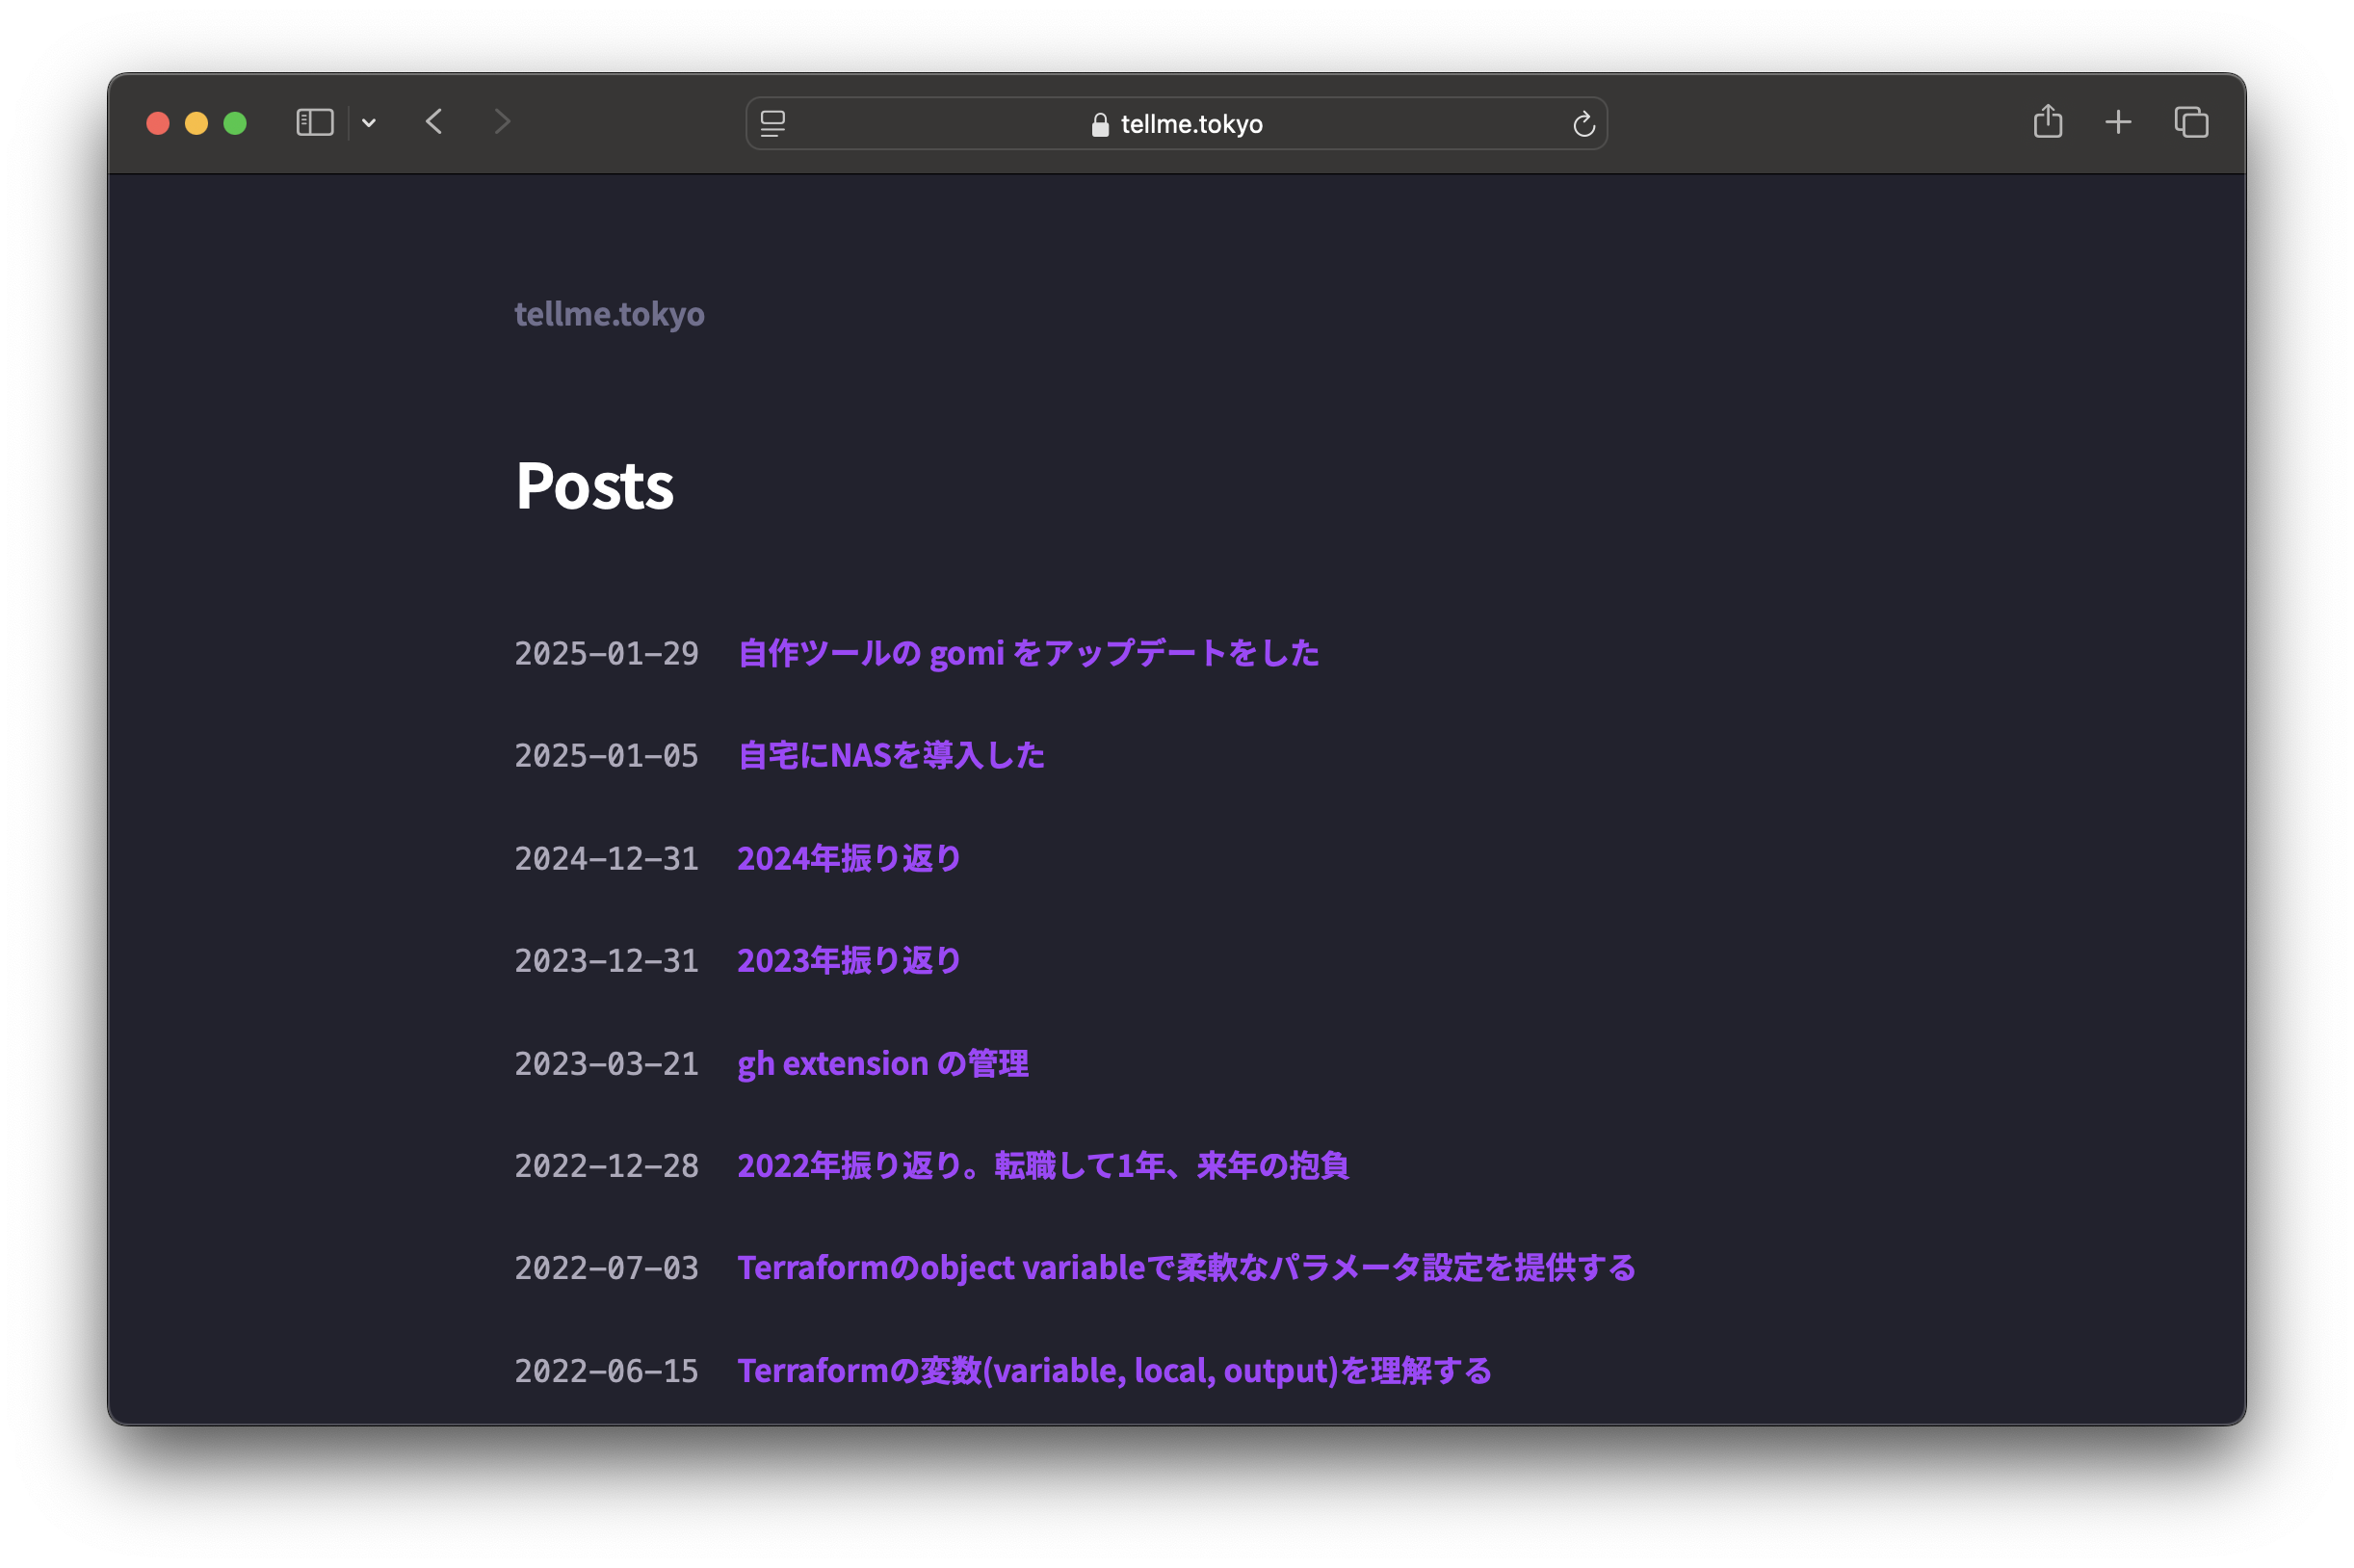 tellme.tokyo
tellme.tokyo
Posts
2025-01-29 自作ツールの gomi をアップデートをした
2025-01-05 自宅にNASを導入した
2024-12-31 2024年振り返り
2023-12-31 2023年振り返り
2023-03-21 gh extension の管理
2022-12-28 2022年振り返り。転職して1年、来年の抱負
2022-07-03 Terraformのobject variableで柔軟なパラメータ設定を提供する
2022-06-15 Terraformの変数(variable, local, output)を理解する